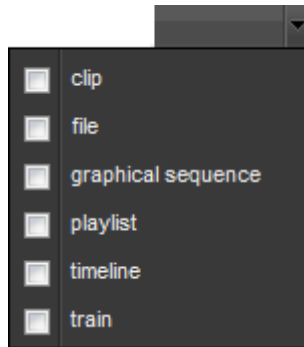 clip
file
graphical sequence
playlist
timeline
train